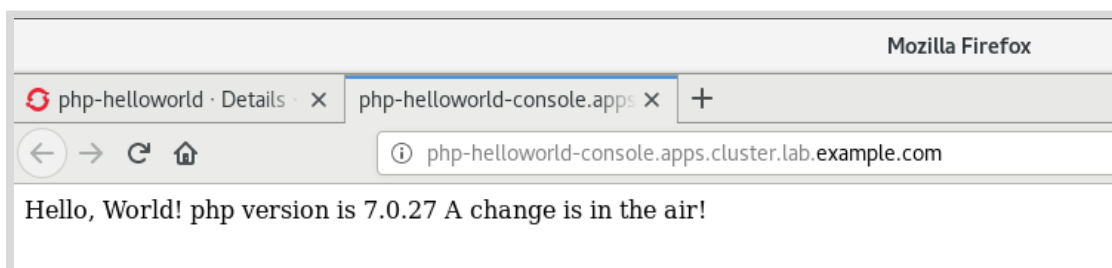 Mozilla Firefox
php-helloworld · Details ·
php-helloworld-console.apps
php-helloworld-console.apps.cluster.lab.example.com
Hello, World! php version is 7.0.27 A change is in the air!